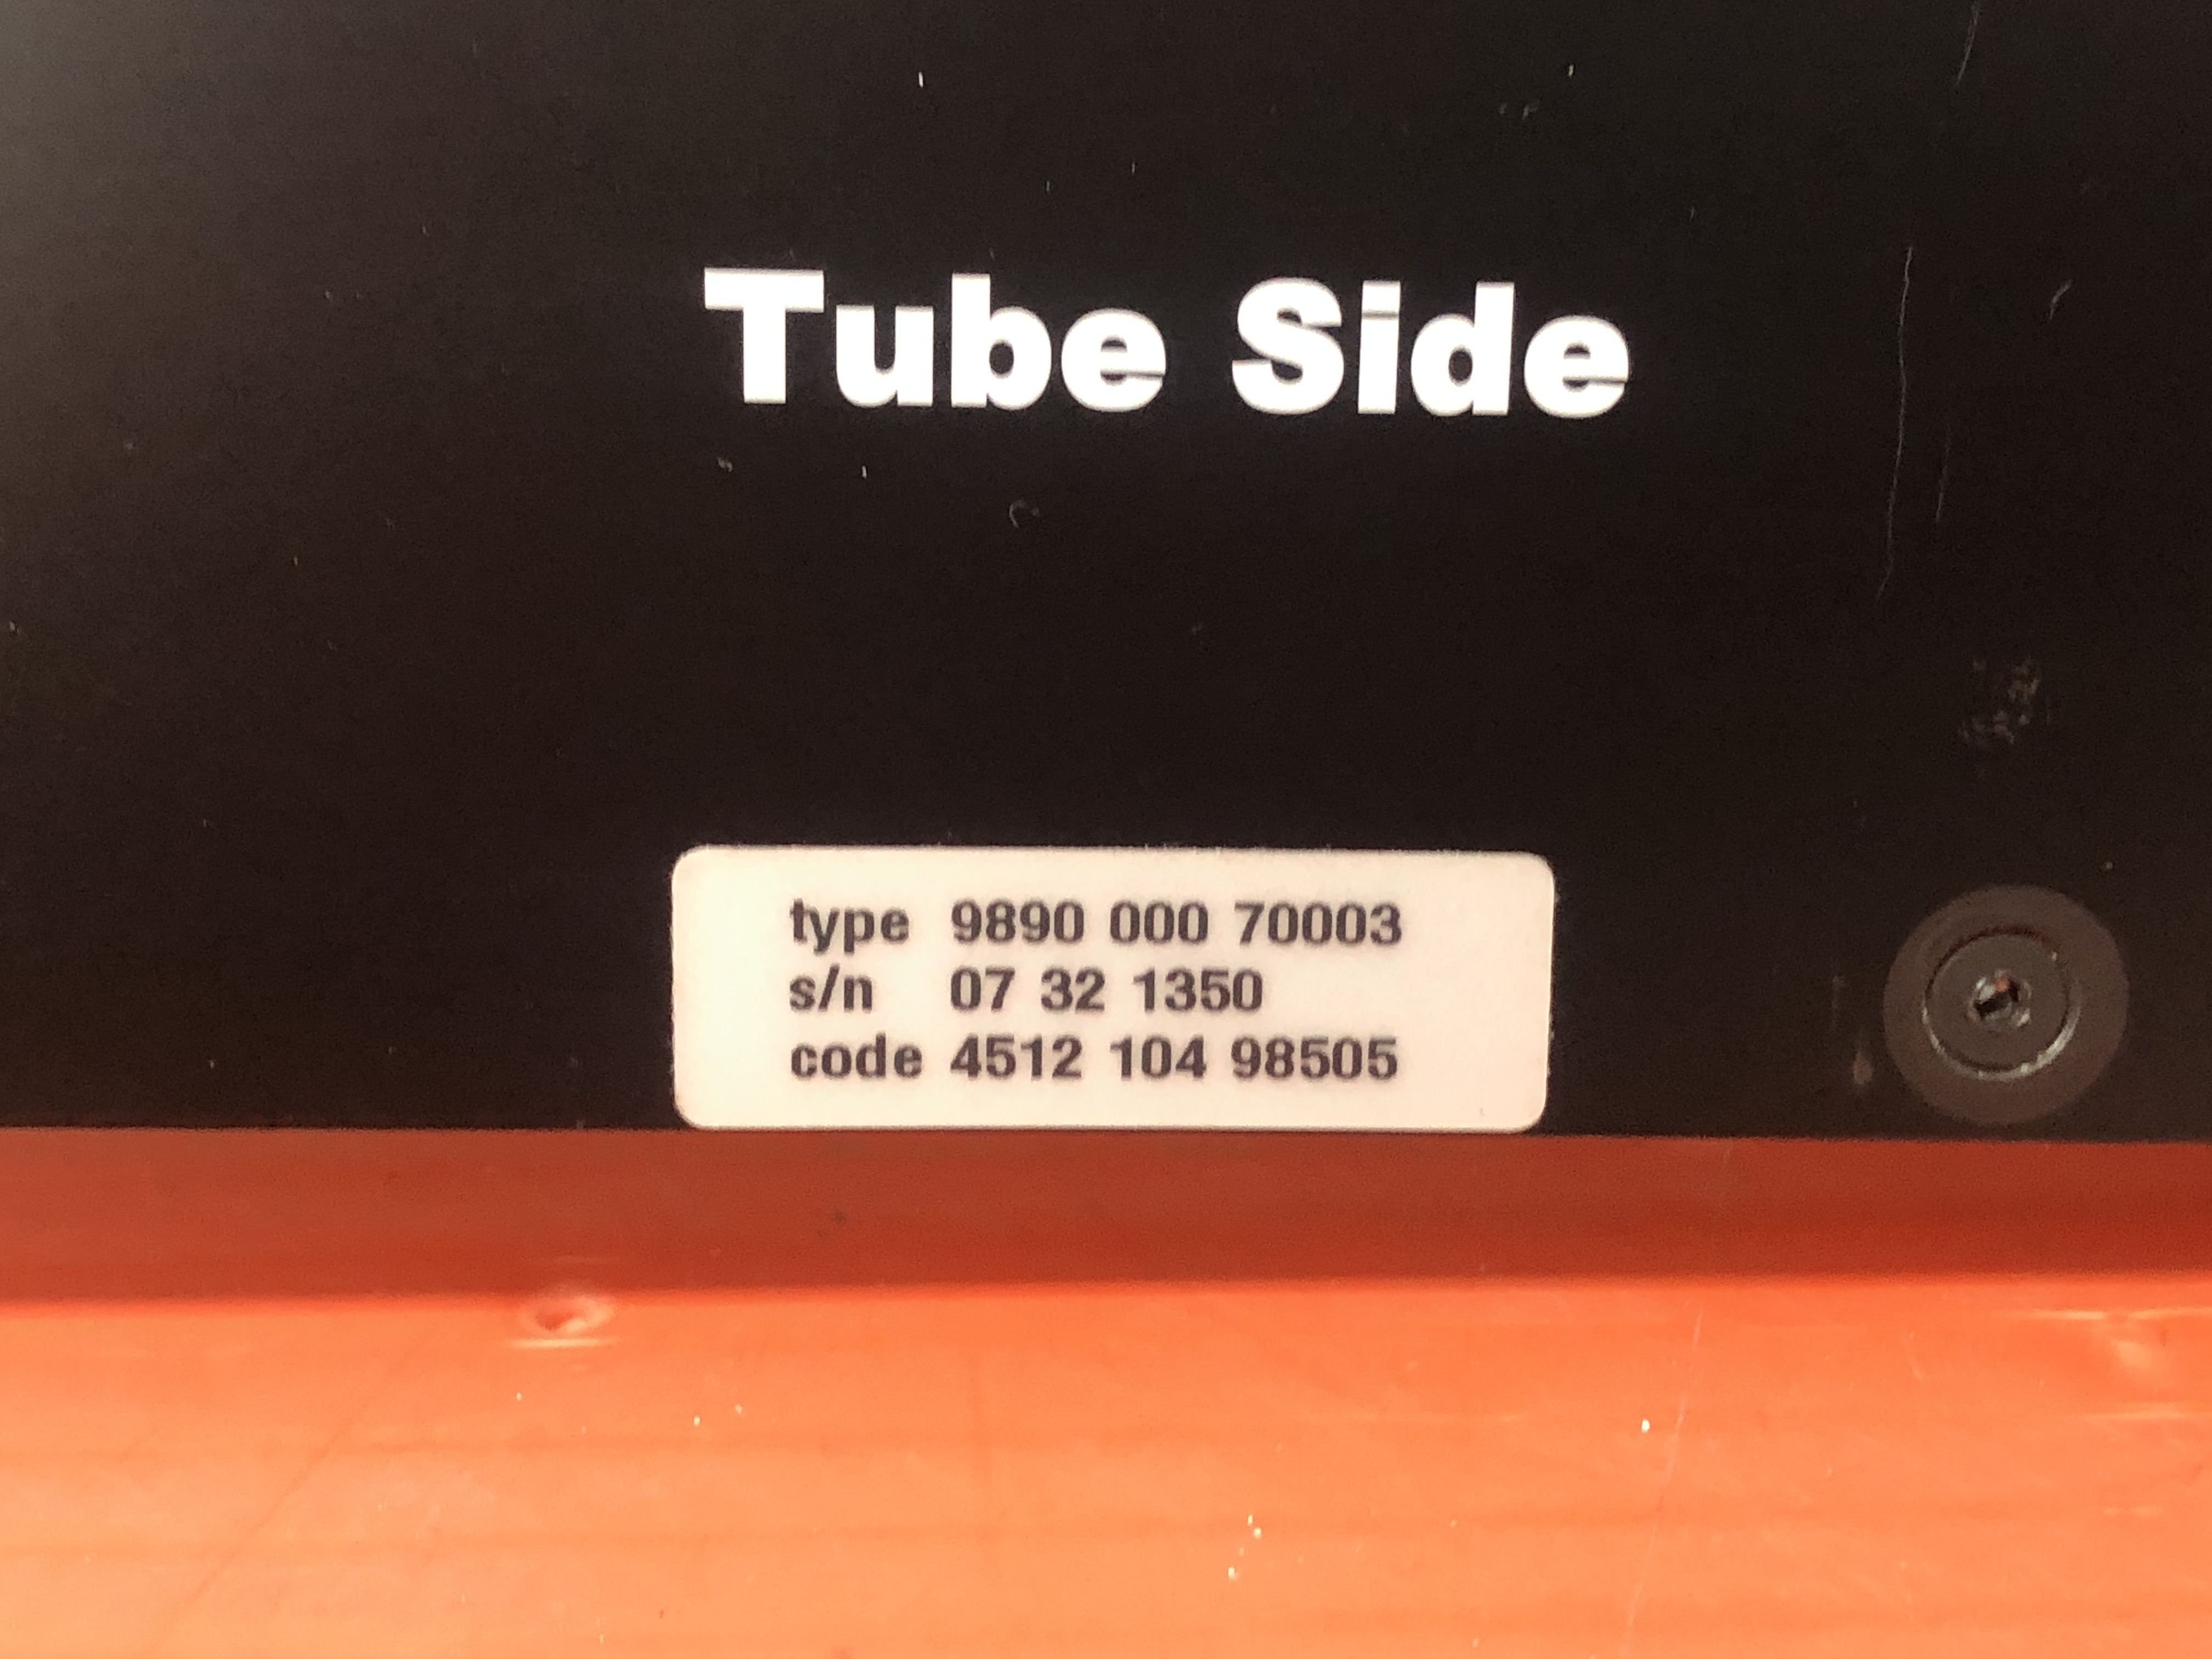 Tube Side
type 9890 000 70003
s/n 07 32 1350
code 4512 104 98505